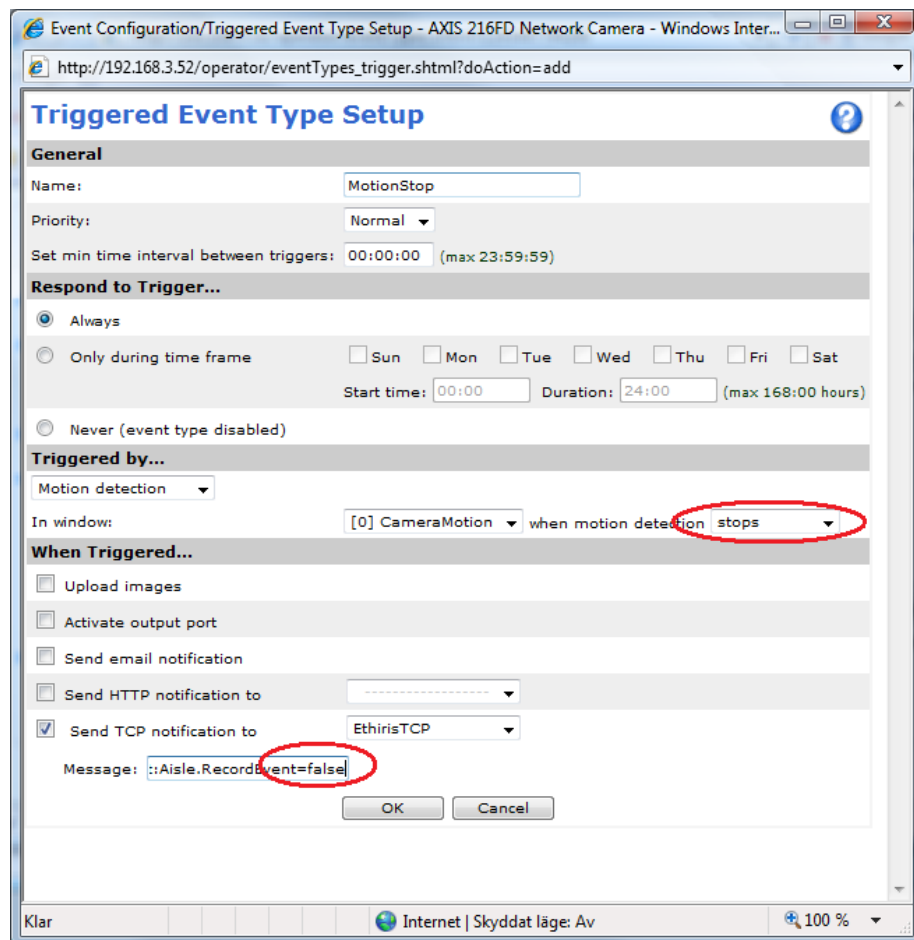 Event Configuration/Triggered Event Type Setup - AXIS 216FD Network Camera - Windows Inter...
http://192.168.3.52/operator/eventTypes_trigger.shtml?doAction=add
Triggered Event Type Setup
General
Name: MotionStop
Priority: Normal
Set min time interval between triggers: 00:00:00 (max 23:59:59)
Respond to Trigger...
Always
Only during time frame Sun Mon Tue Wed Thu Fri Sat
Start time: 00:00 Duration: 24:00 (max 168:00 hours)
Never (event type disabled)
Triggered by...
Motion detection
In window: [0] CameraMotion when motion detection stops
When Triggered...
Upload images
Activate output port
Send email notification
Send HTTP notification to -----------------
Send TCP notification to EthirisTCP
Message: ::Aisle.RecordEvent=false
OK Cancel
Klar Internet | Skyddat läge: Av 100 %